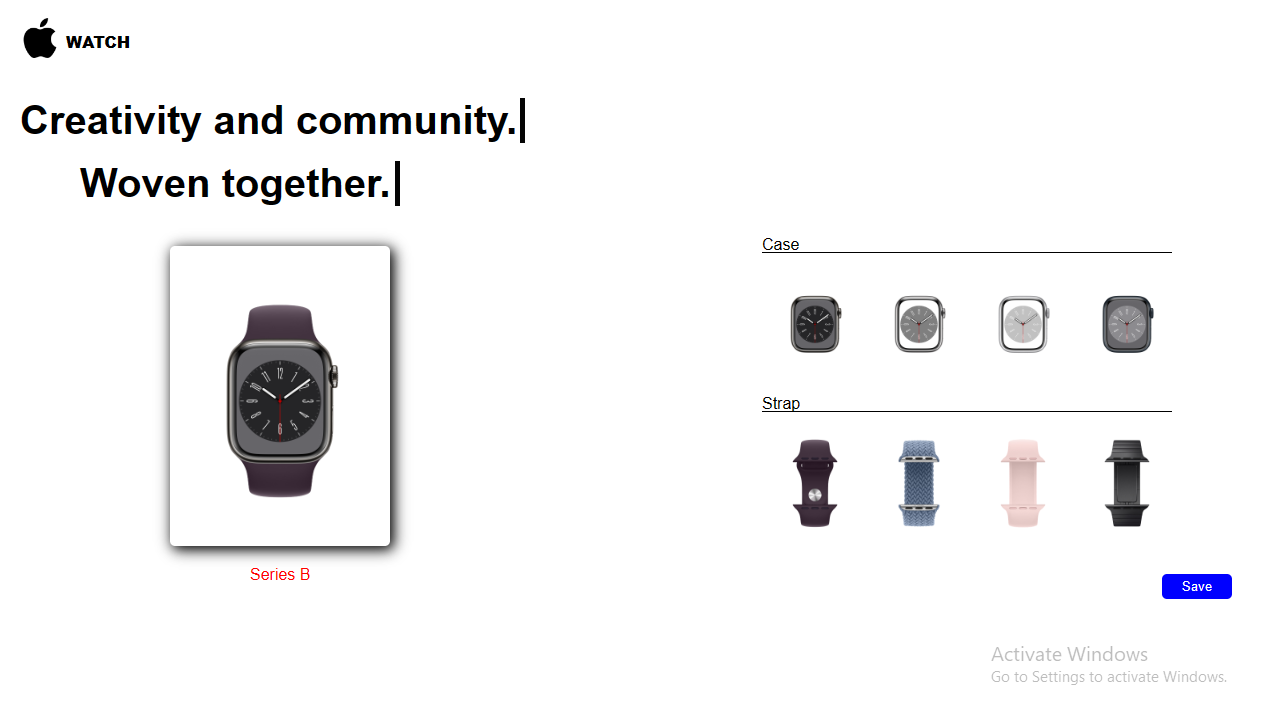 WATCH
Creativity and community.
Woven together.
Case
Strap
Series B
Save
Activate Windows
Go to Settings to activate Windows.